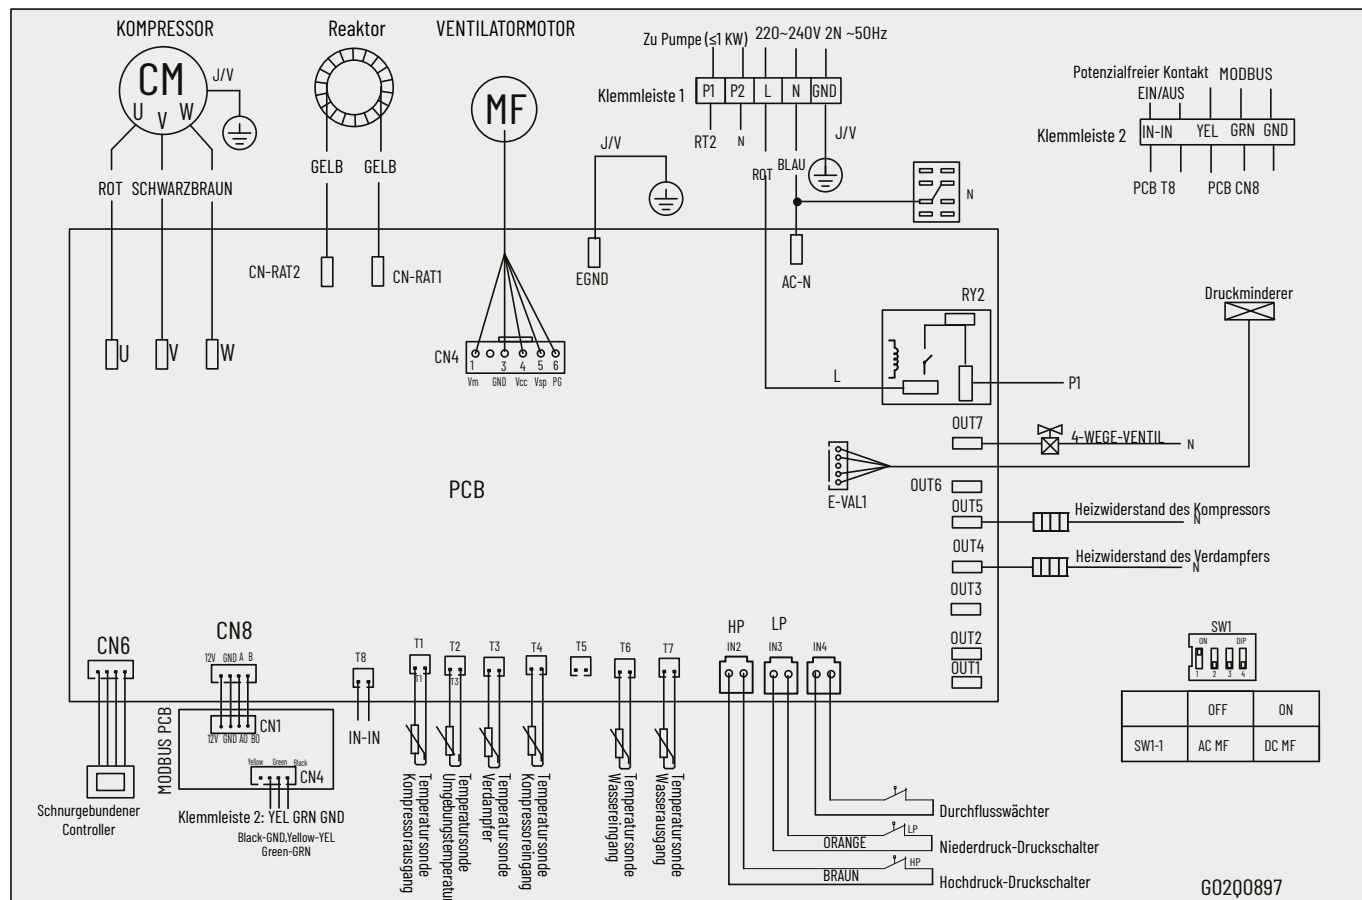 KOMPRESSOR
Reaktor
VENTILATORMOTOR
Zu Pumpe (≤1 KW)
220~240V 2N ~50Hz
CM
U
V
W
J/V
MF
Klemmleiste 1
P1 P2 L N GND
RT2
N
J/V
Potenzialfreier Kontakt
EIN/AUS
MODBUS
Klemmleiste 2
IN-IN YEL GRN GND
PCB T8
PCB CN8
J/V
ROT
BLAU
N
GELB
GELB
ROT
SCHWARZ
BRAUN
CN-RAT2
CN-RAT1
EGND
AC-N
RY2
Druckminderer
U
V
W
CN4
1 3 4 5 6
Vm GND Vcc Vsp PG
L
P1
OUT7
4-WEGE-VENTIL
N
PCB
E-VAL1
OUT6
OUT5
Heizwiderstand des Kompressors
N
OUT4
Heizwiderstand des Verdampfers
N
OUT3
OUT2
OUT1
SW1
ON DIP
1 2 3 4
OFF ON
SW1-1 AC MF DC MF
CN6
CN8
12V GND A B
T8
IN-IN
T1
T1
T2
T3
T3
T4
T5
T6
T7
HP
IN2
LP
IN3
IN4
MODBUS PCB
CN1
12V GND A0 B0
Yellow Green Black
CN4
Schnurgebundener
Controller
Klemmleiste 2: YEL GRN GND
Black-GND,Yellow-YEL
Green-GRN
Temperatursonde
Kompressorausgang
Temperatursonde
Umgebungstemperatur
Temperatursonde
Verdampfer
Temperatursonde
Kompressoreingang
Temperatursonde
Wassereingang
Temperatursonde
Wasserausgang
Durchflusswächter
LP
ORANGE
Niederdruck-Druckschalter
HP
BRAUN
Hochdruck-Druckschalter
G02Q0897